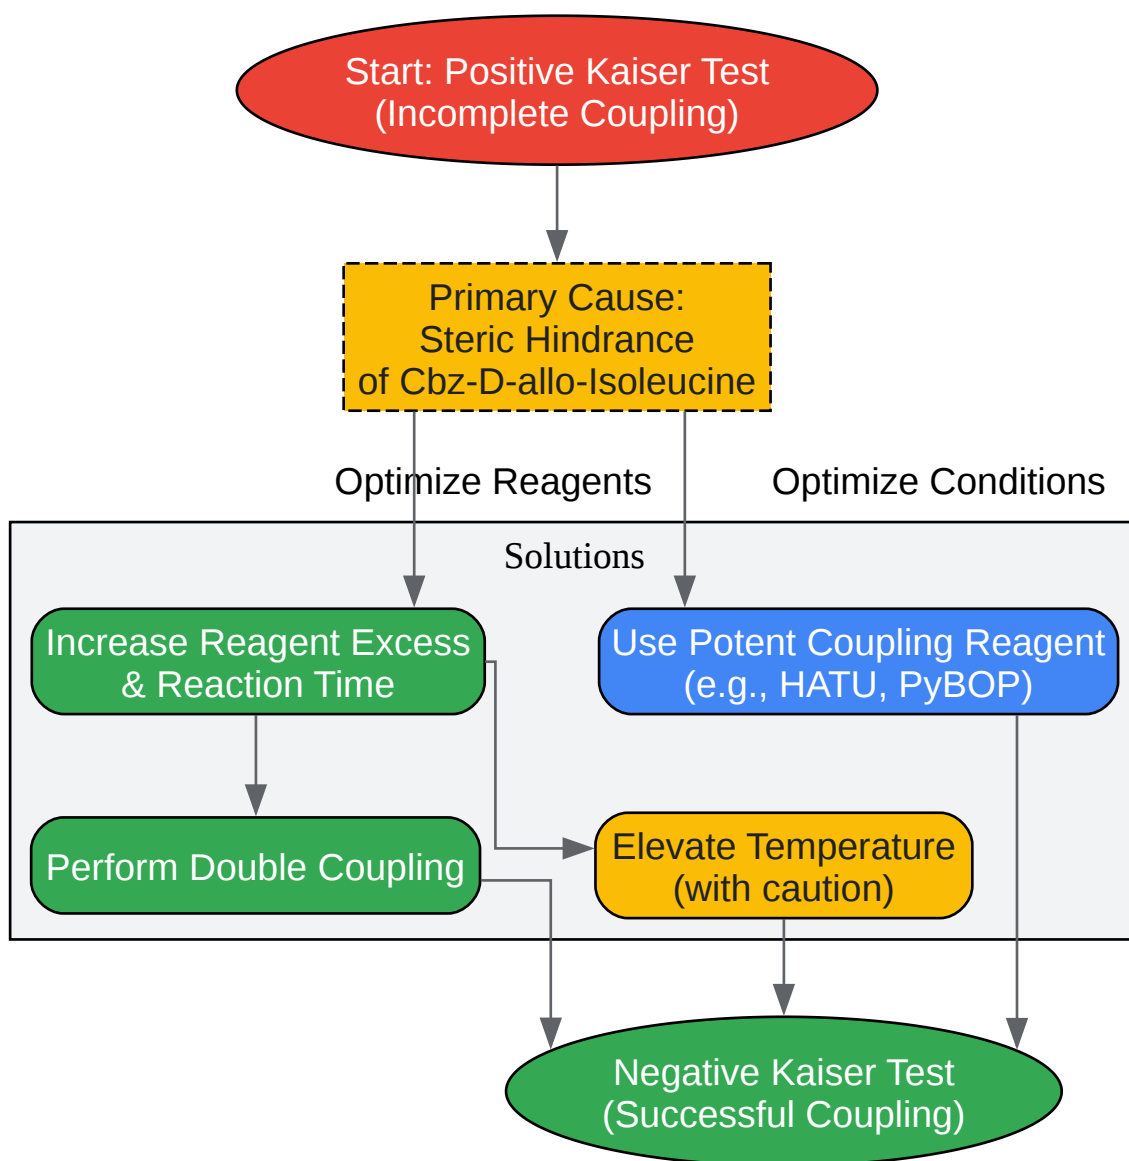 Start: Positive Kaiser Test
(Incomplete Coupling)
Primary Cause:
Steric Hindrance
of Cbz-D-allo-Isoleucine
Optimize Reagents
Optimize Conditions
Solutions
Increase Reagent Excess
& Reaction Time
Use Potent Coupling Reagent
(e.g., HATU, PyBOP)
Perform Double Coupling
Elevate Temperature
(with caution)
Negative Kaiser Test
(Successful Coupling)